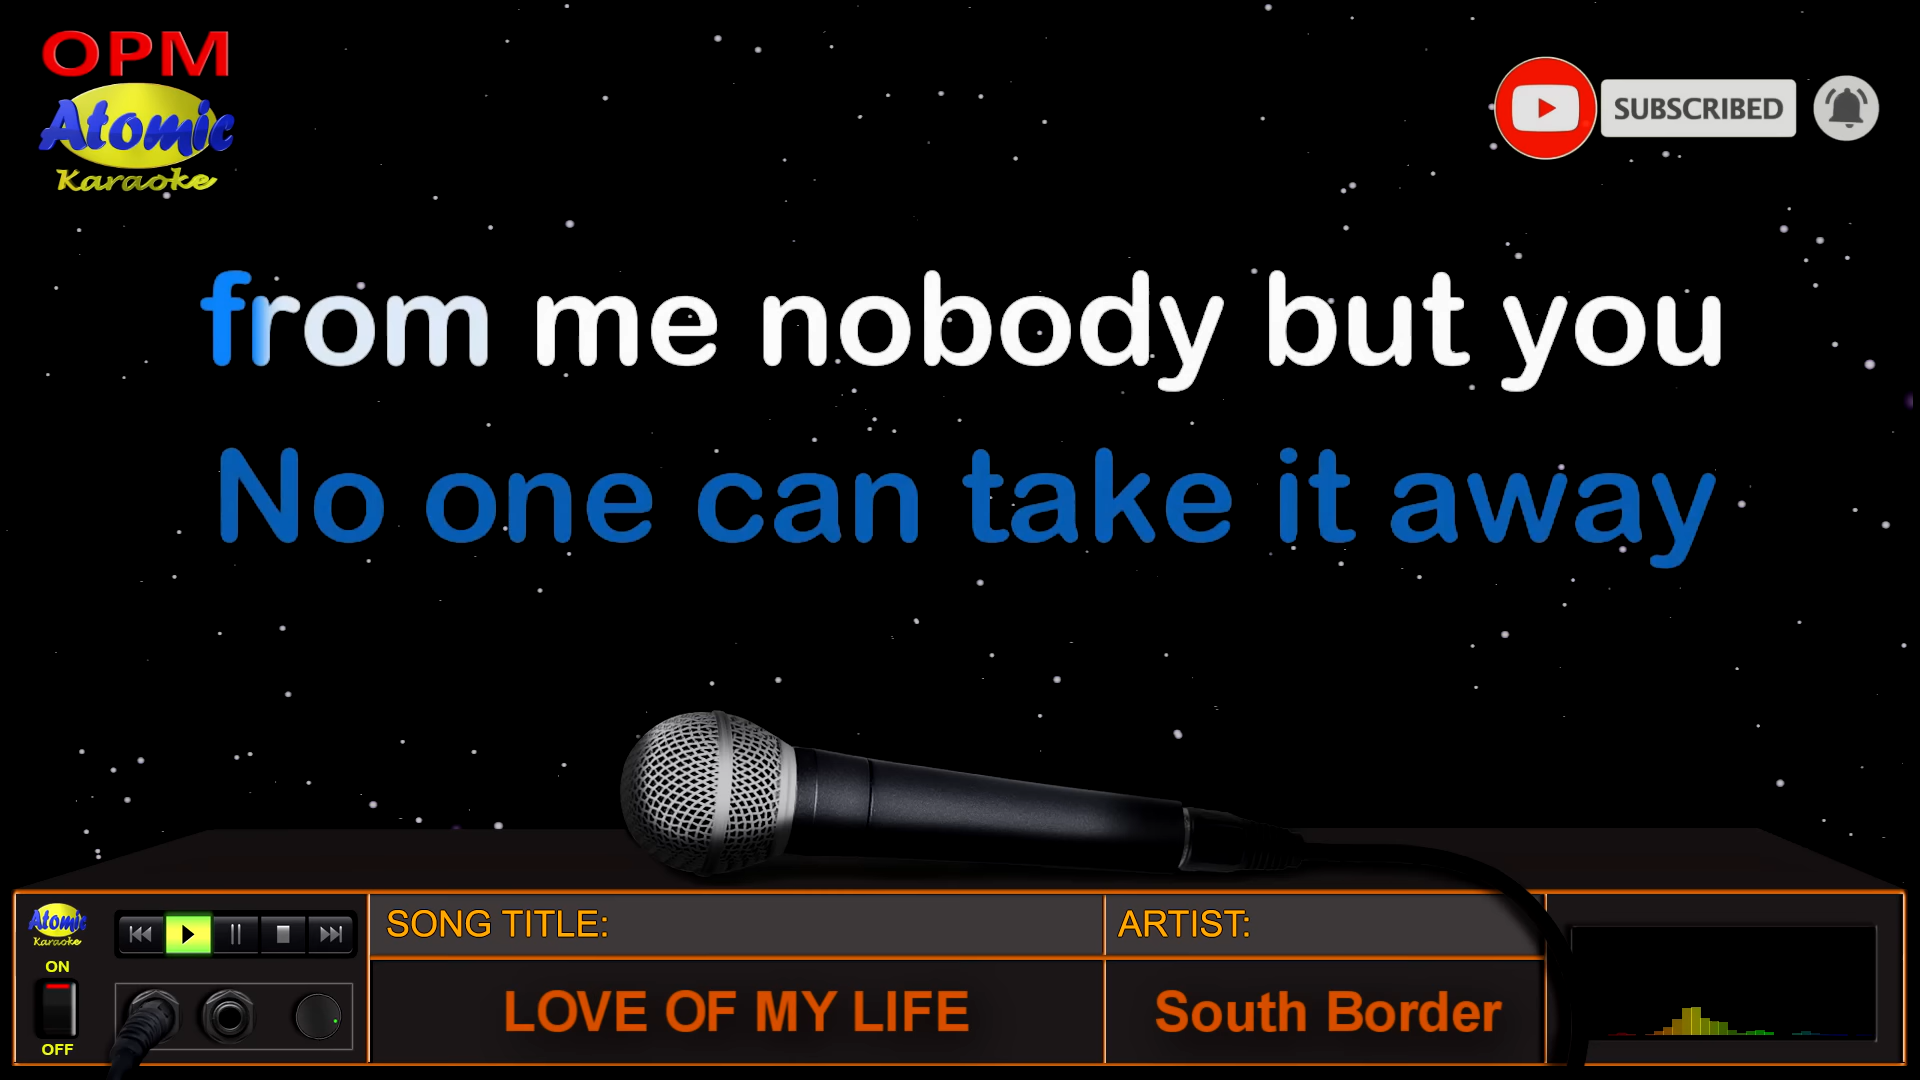 OPM
Atomic
Karaoke
SUBSCRIBED
from me nobody but you
No one can take it away
Atomic
Karaoke
ON
OFF
SONG TITLE:
LOVE OF MY LIFE
ARTIST:
South Border